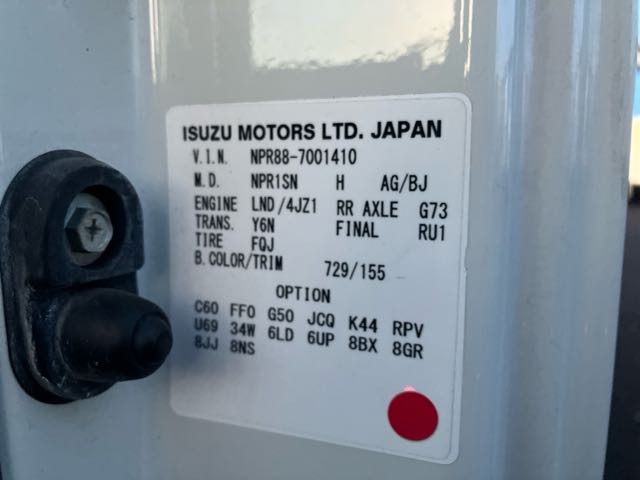 ISUZU MOTORS LTD. JAPAN
V.I.N. NPR88-7001410
M.D. NPR1SN H AG/BJ
ENGINE LND/4JZ1 RR AXLE G73
TRANS. Y6N FINAL RU1
TIRE FQJ
B.COLOR/TRIM 729/155
OPTION
C60 FF0 G50 JCQ K44 RPV
U69 34W 6LD 6UP 8BX 8GR
8JJ 8NS